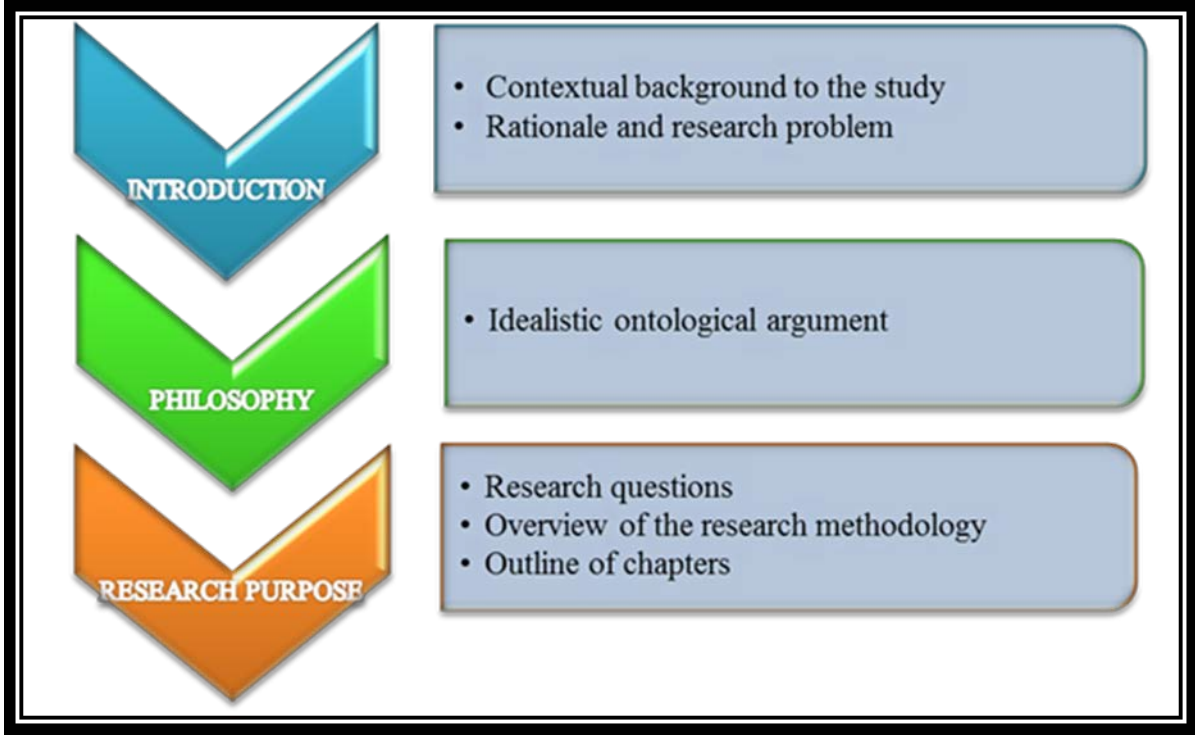 INTRODUCTION
• Contextual background to the study
• Rationale and research problem
PHILOSOPHY
• Idealistic ontological argument
RESEARCH PURPOSE
• Research questions
• Overview of the research methodology
• Outline of chapters